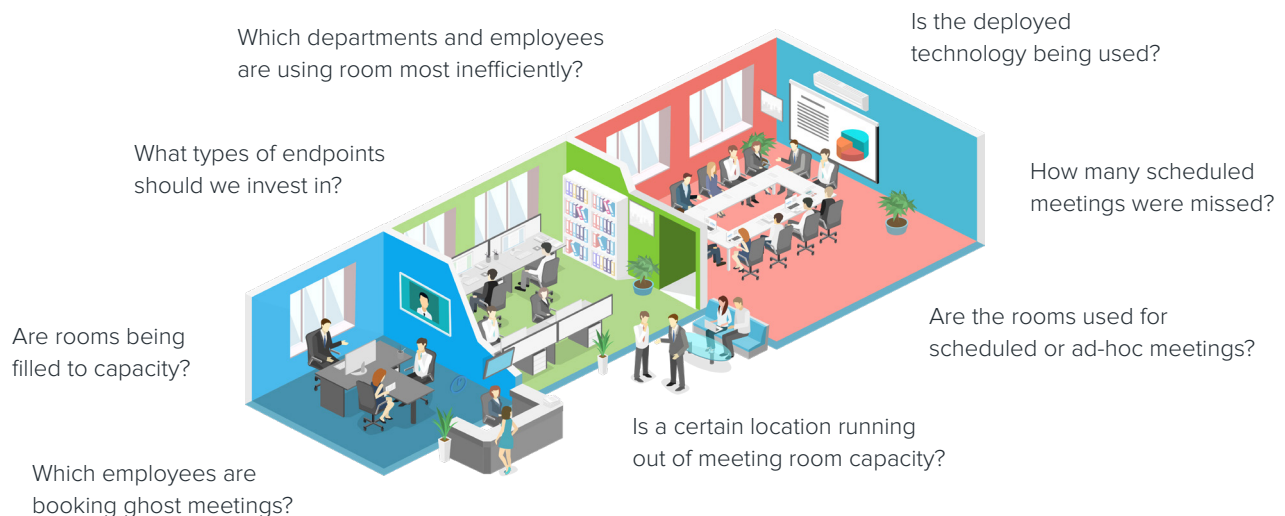 Which departments and employees
are using room most inefficiently?
Is the deployed
technology being used?
What types of endpoints
should we invest in?
How many scheduled
meetings were missed?
Are rooms being
filled to capacity?
Are the rooms used for
scheduled or ad-hoc meetings?
Is a certain location running
out of meeting room capacity?
Which employees are
booking ghost meetings?